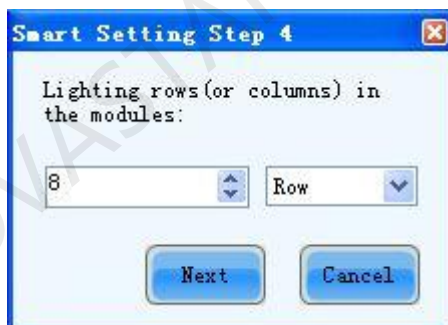 Smart Setting Step 4
Lighting rows(or columns) in
the modules:
8 Row
Next Cancel